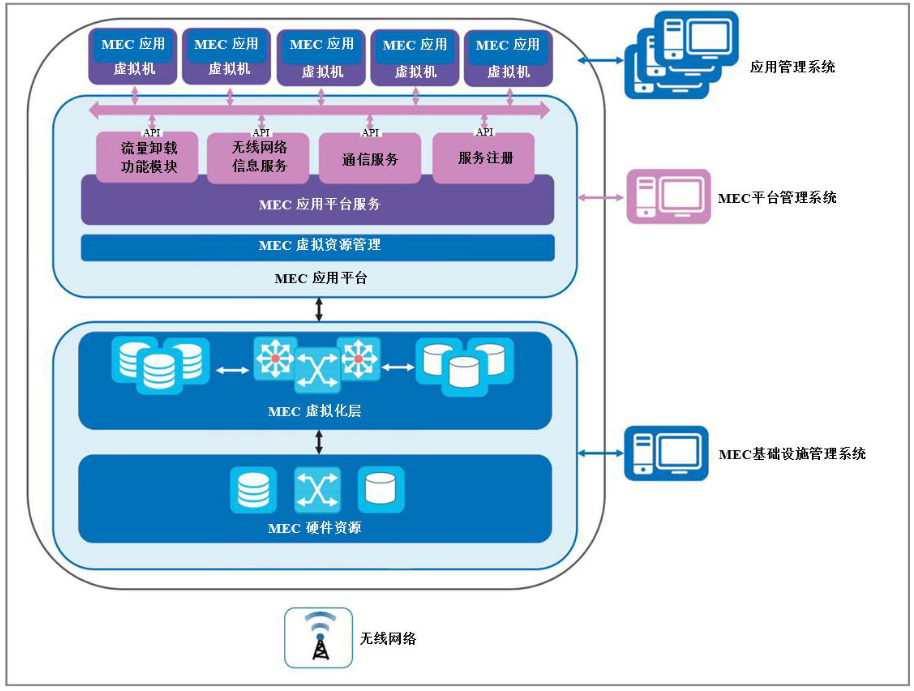 MEC 应用
虚拟机
MEC 应用
虚拟机
MEC 应用
虚拟机
MEC 应用
虚拟机
MEC 应用
虚拟机
应用管理系统
API
API
API
API
流量卸载
功能模块
无线网络
信息服务
通信服务
服务注册
MEC 应用平台服务
MEC平台管理系统
MEC 虚拟资源管理
MEC 应用平台
MEC 虚拟化层
MEC基础设施管理系统
MEC 硬件资源
无线网络